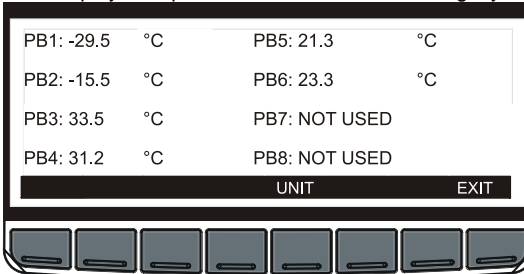 PB1: -29.5 °C PB5: 21.3 °C
PB2: -15.5 °C PB6: 23.3 °C
PB3: 33.5 °C PB7: NOT USED
PB4: 31.2 °C PB8: NOT USED
UNIT EXIT